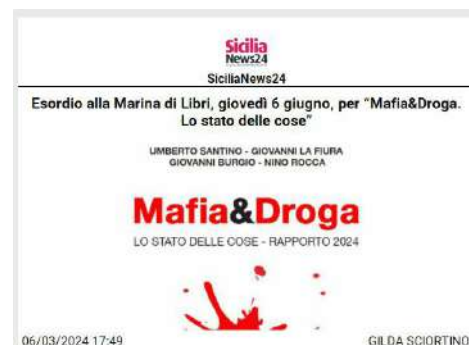 Sicilia
News24
SiciliaNews24
Esordio alla Marina di Libri, giovedì 6 giugno, per “Mafia&Droga.
Lo stato delle cose”
UMBERTO SANTINO - GIOVANNI LA FIURA
GIOVANNI BURGIO - NINO ROCCA
Mafia&Droga
LO STATO DELLE COSE - RAPPORTO 2024
06/03/2024 17:49
GILDA SCIORTINO